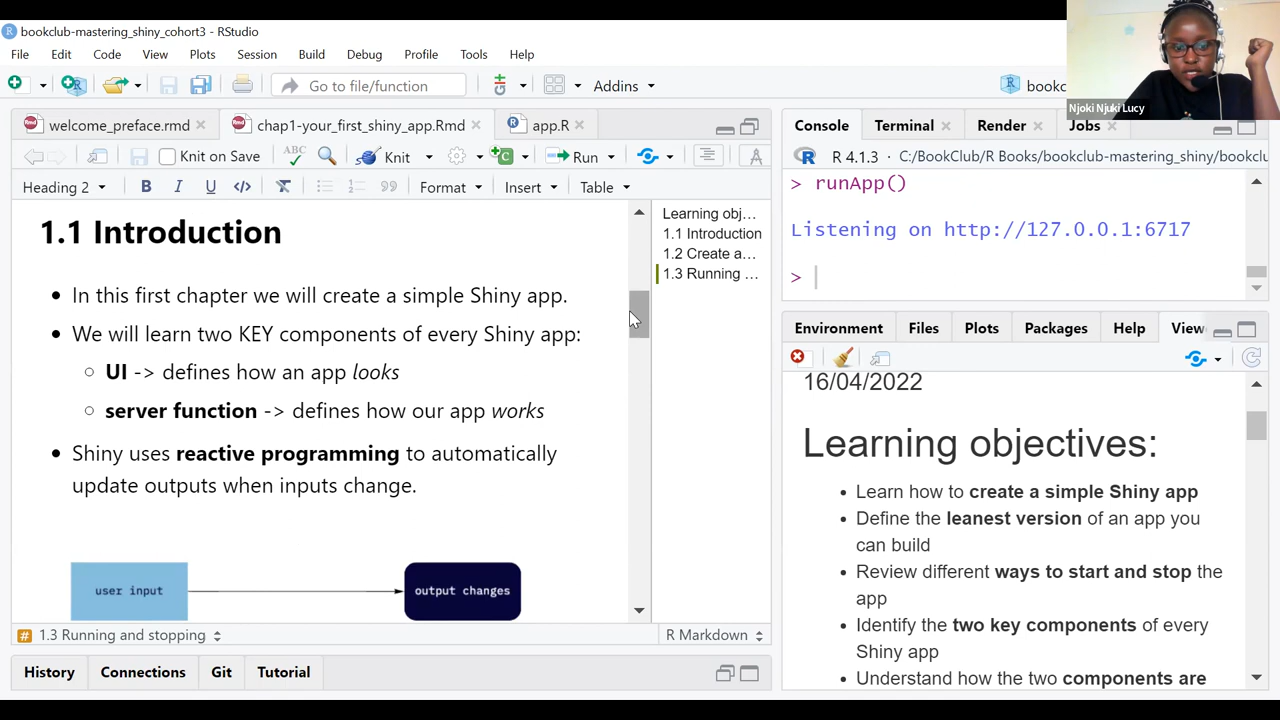 bookclub-mastering_shiny_cohort3 - RStudio
File Edit Code View Plots Session Build Debug Profile Tools Help
Go to file/function Addins
Njoki Njuki Lucy
welcome_preface.rmd chap1-your_first_shiny_app.Rmd app.R
Knit on Save ABC Knit Run
Heading 2 B I U Format Insert Table
1.1 Introduction
In this first chapter we will create a simple Shiny app.
We will learn two KEY components of every Shiny app:
UI -> defines how an app looks
server function -> defines how our app works
Shiny uses reactive programming to automatically
update outputs when inputs change.
user input
output changes
Learning obj...
1.1 Introduction
1.2 Create a...
1.3 Running ...
# 1.3 Running and stopping R Markdown
History Connections Git Tutorial
Console Terminal Render Jobs
R 4.1.3 · C:/BookClub/R Books/bookclub-mastering_shiny/bookclu
> runApp()
Listening on http://127.0.0.1:6717
>
Environment Files Plots Packages Help View
16/04/2022
Learning objectives:
Learn how to create a simple Shiny app
Define the leanest version of an app you
can build
Review different ways to start and stop the
app
Identify the two key components of every
Shiny app
Understand how the two components are